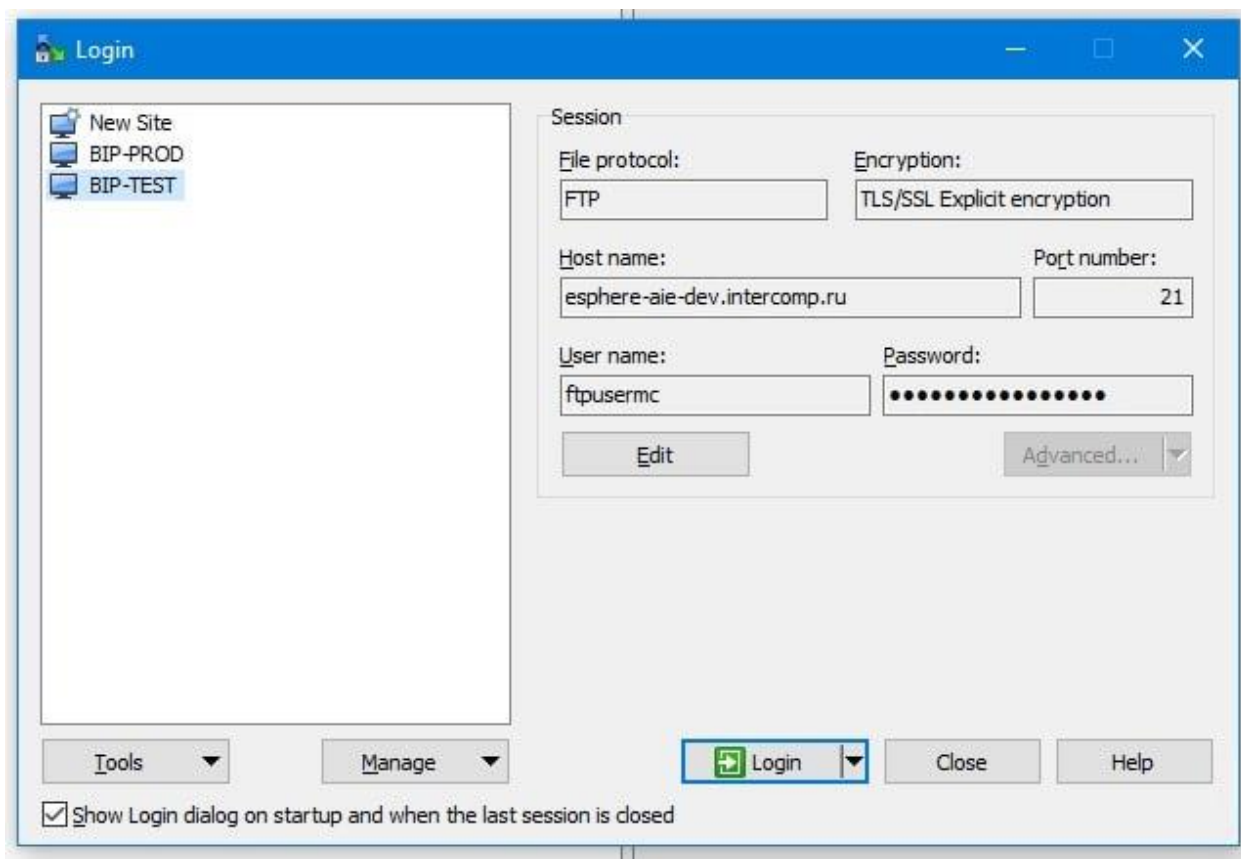 Login
New Site
BIP-PROD
BIP-TEST
Session
File protocol: Encryption:
FTP TLS/SSL Explicit encryption
Host name: Port number:
esphere-aie-dev.intercomp.ru 21
User name: Password:
ftpusermc ••••••••••••••••
Edit Advanced...
Tools Manage Login Close Help
Show Login dialog on startup and when the last session is closed